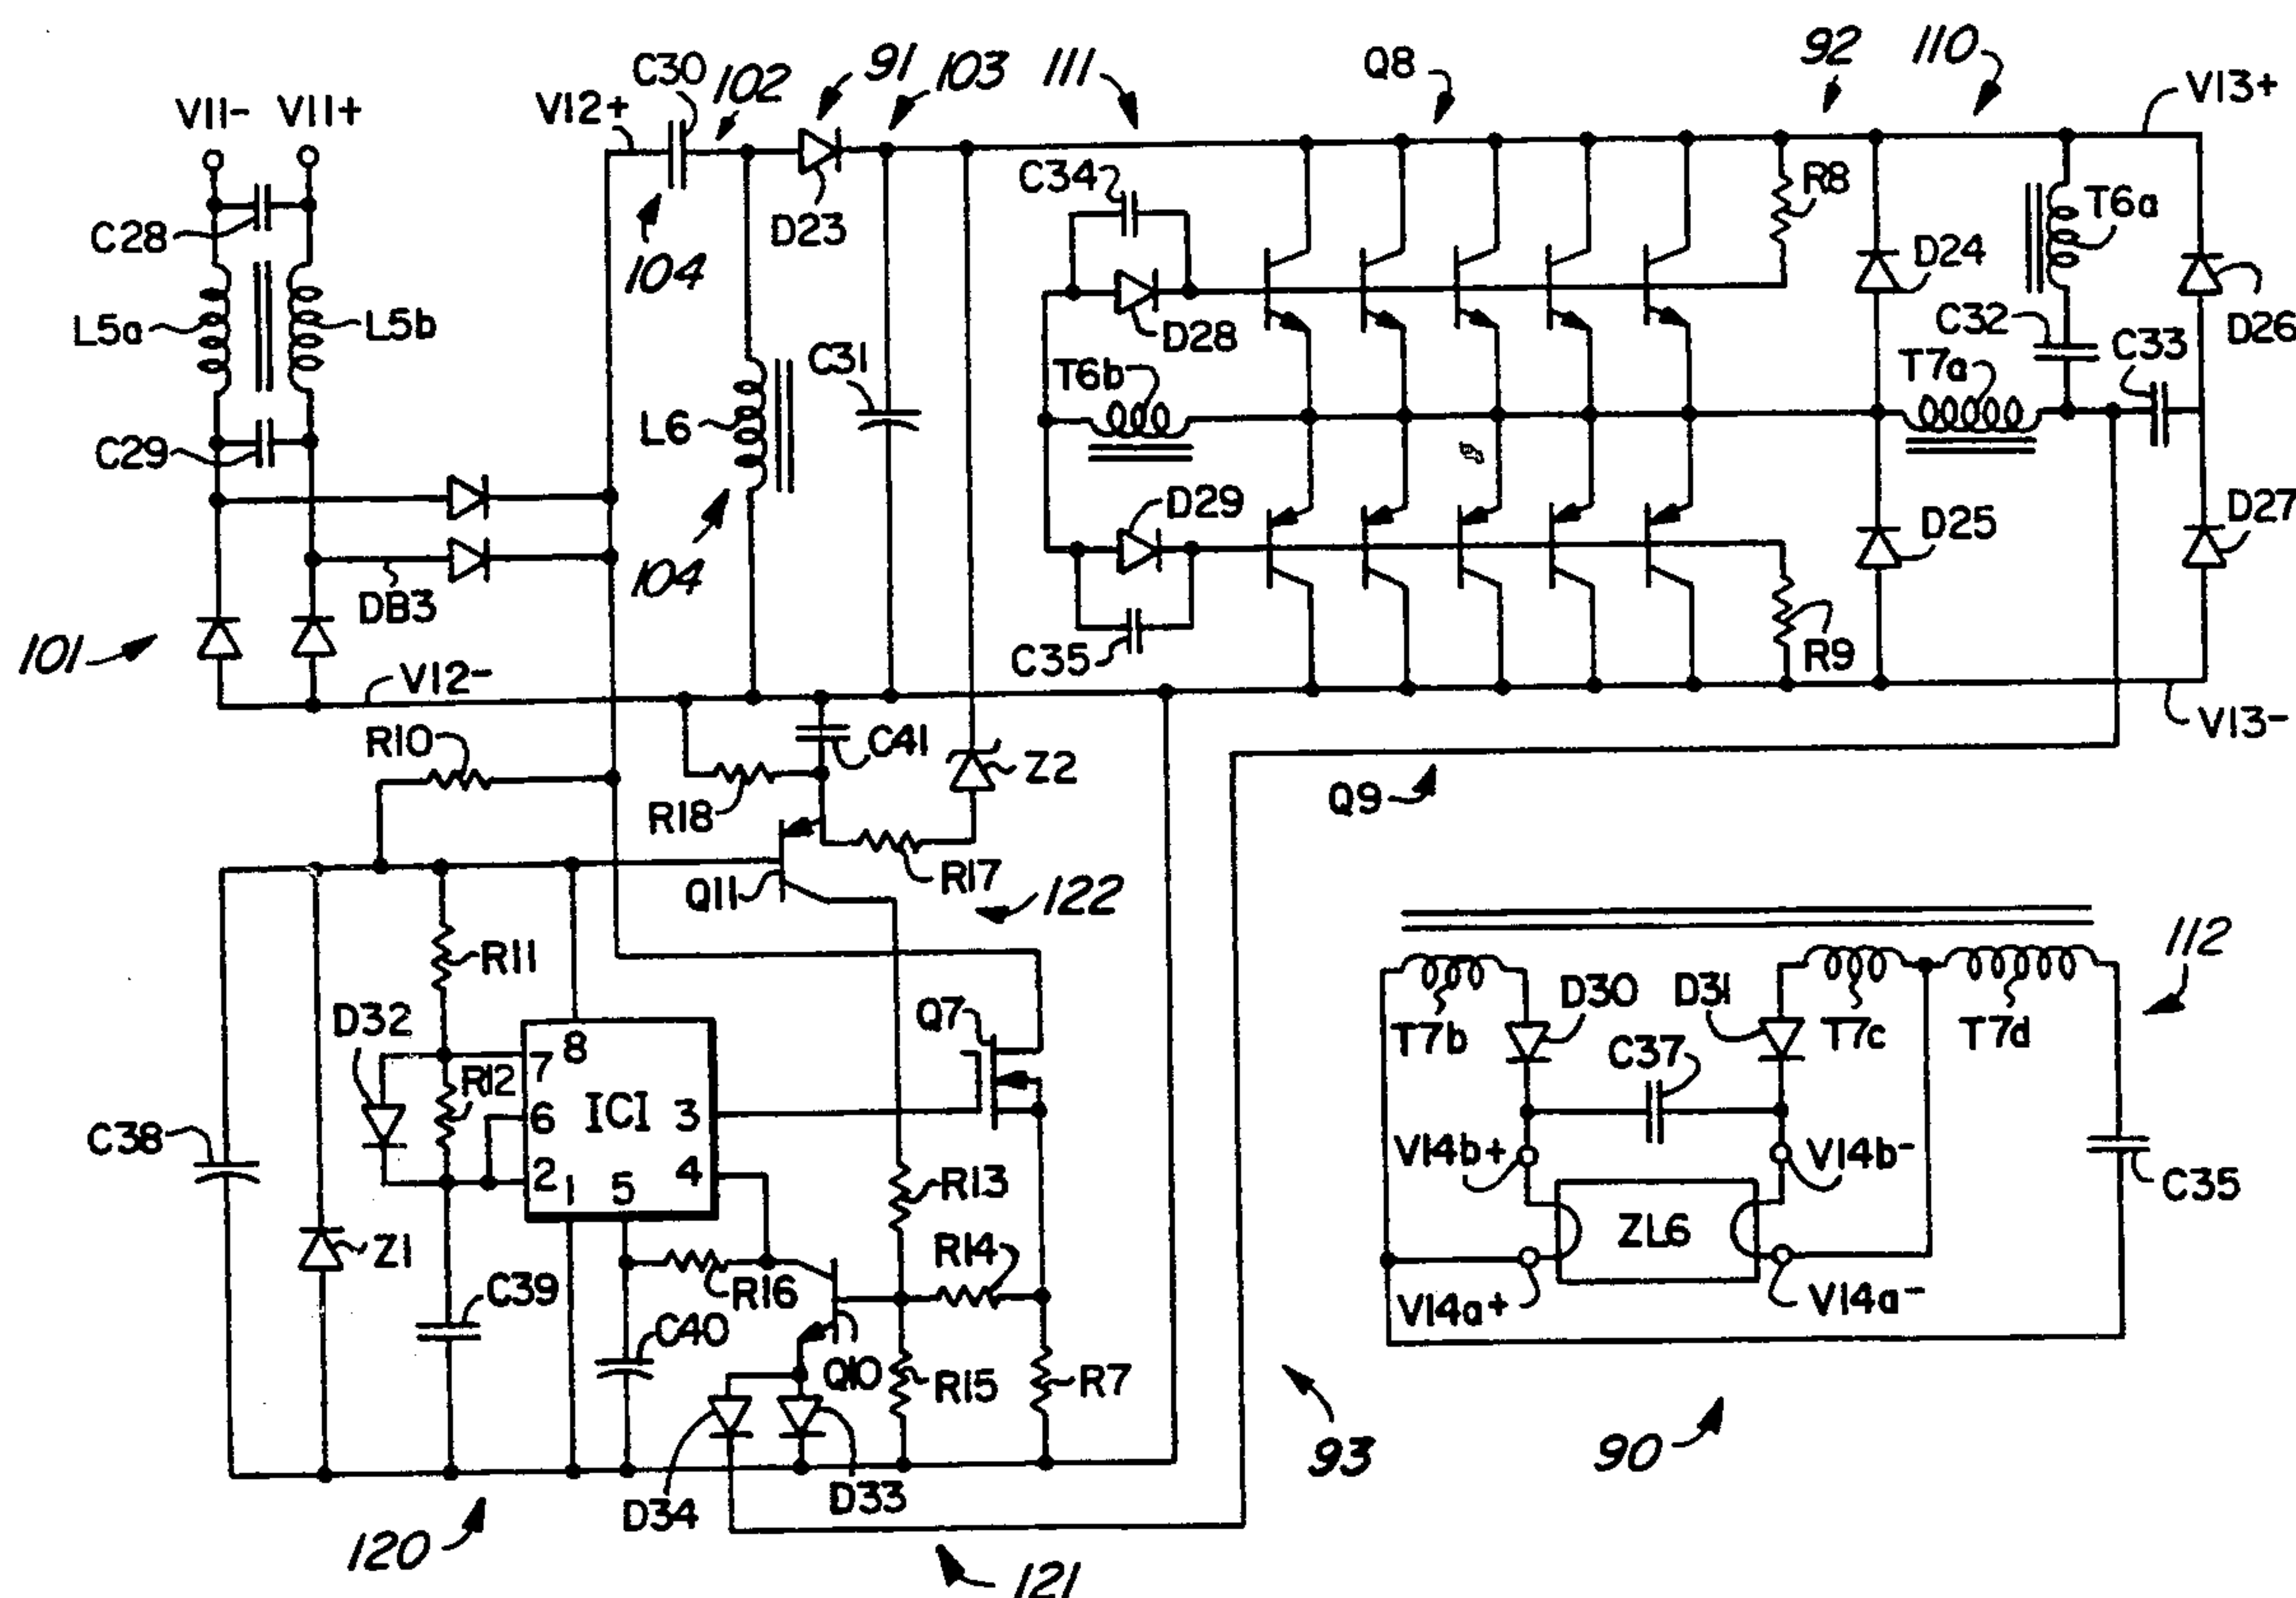 C30
102
91
103
111
Q8
92
110
V11-
V11+
V12+
V13+
C28
104
D23
C34
R8
T6a
D24
D28
C32
C33
D26
L5a
L5b
L6
C31
T6b
T7a
C29
D29
D25
D27
DB3
104
101
V12-
C35
R9
V13-
R10
C41
Z2
R18
Q9
Q11
R17
122
R11
112
D32
Q7
D30
D31
T7b
T7c
T7d
C37
R12
7
8
6
IC1
3
2
1
5
4
C38
V14b+
V14b-
R13
C35
ZL6
Z1
R14
C39
R16
V14a+
V14a-
C40
Q10
R15
R7
D34
D33
93
90
120
121